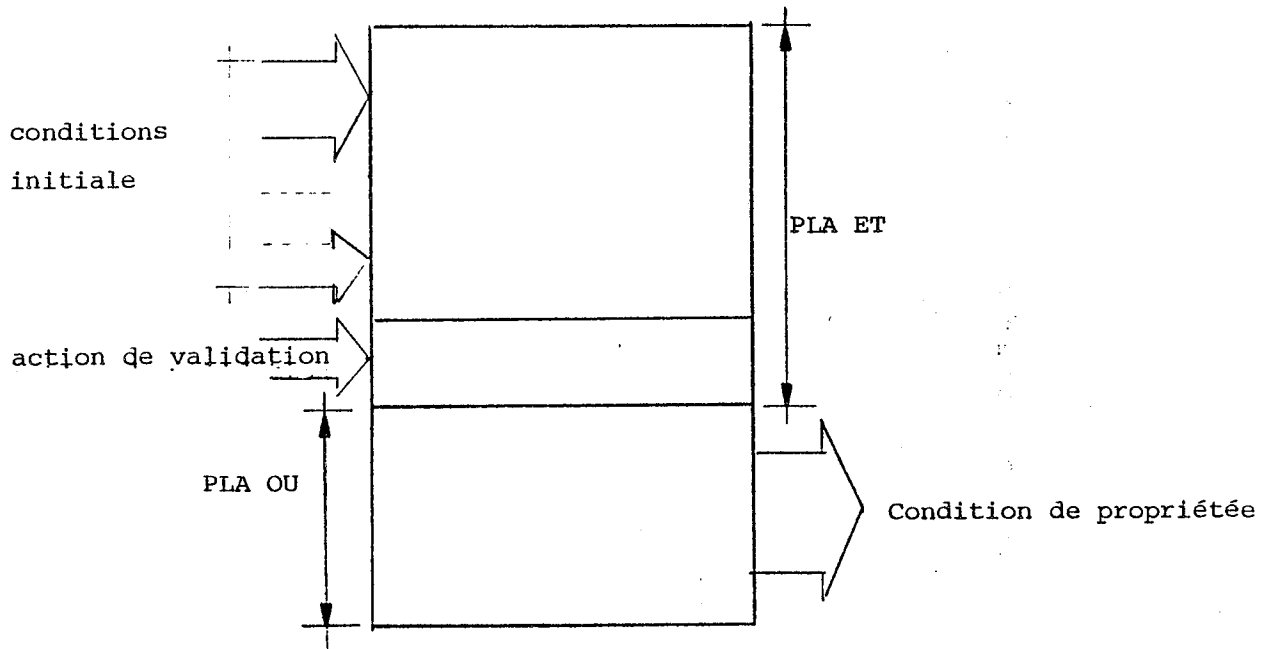 conditions
initiale
PLA ET
action de validation
PLA OU
Condition de propriétée